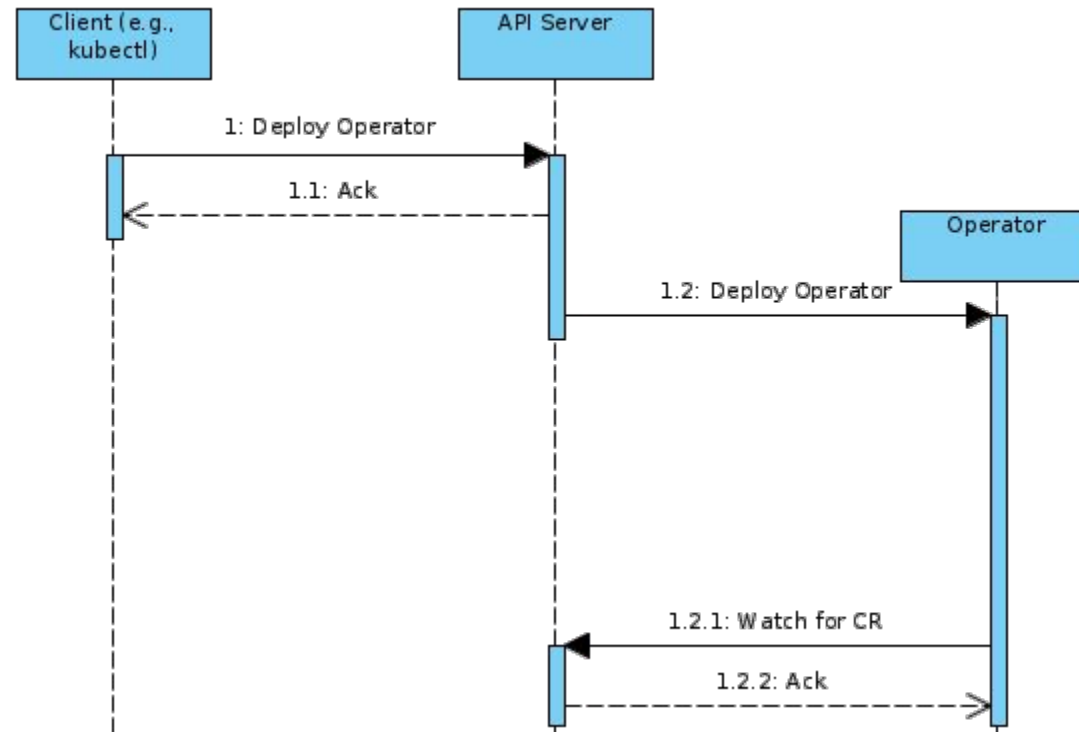 Client (e.g.,
kubectl)
API Server
1: Deploy Operator
1.1: Ack
Operator
1.2: Deploy Operator
1.2.1: Watch for CR
1.2.2: Ack